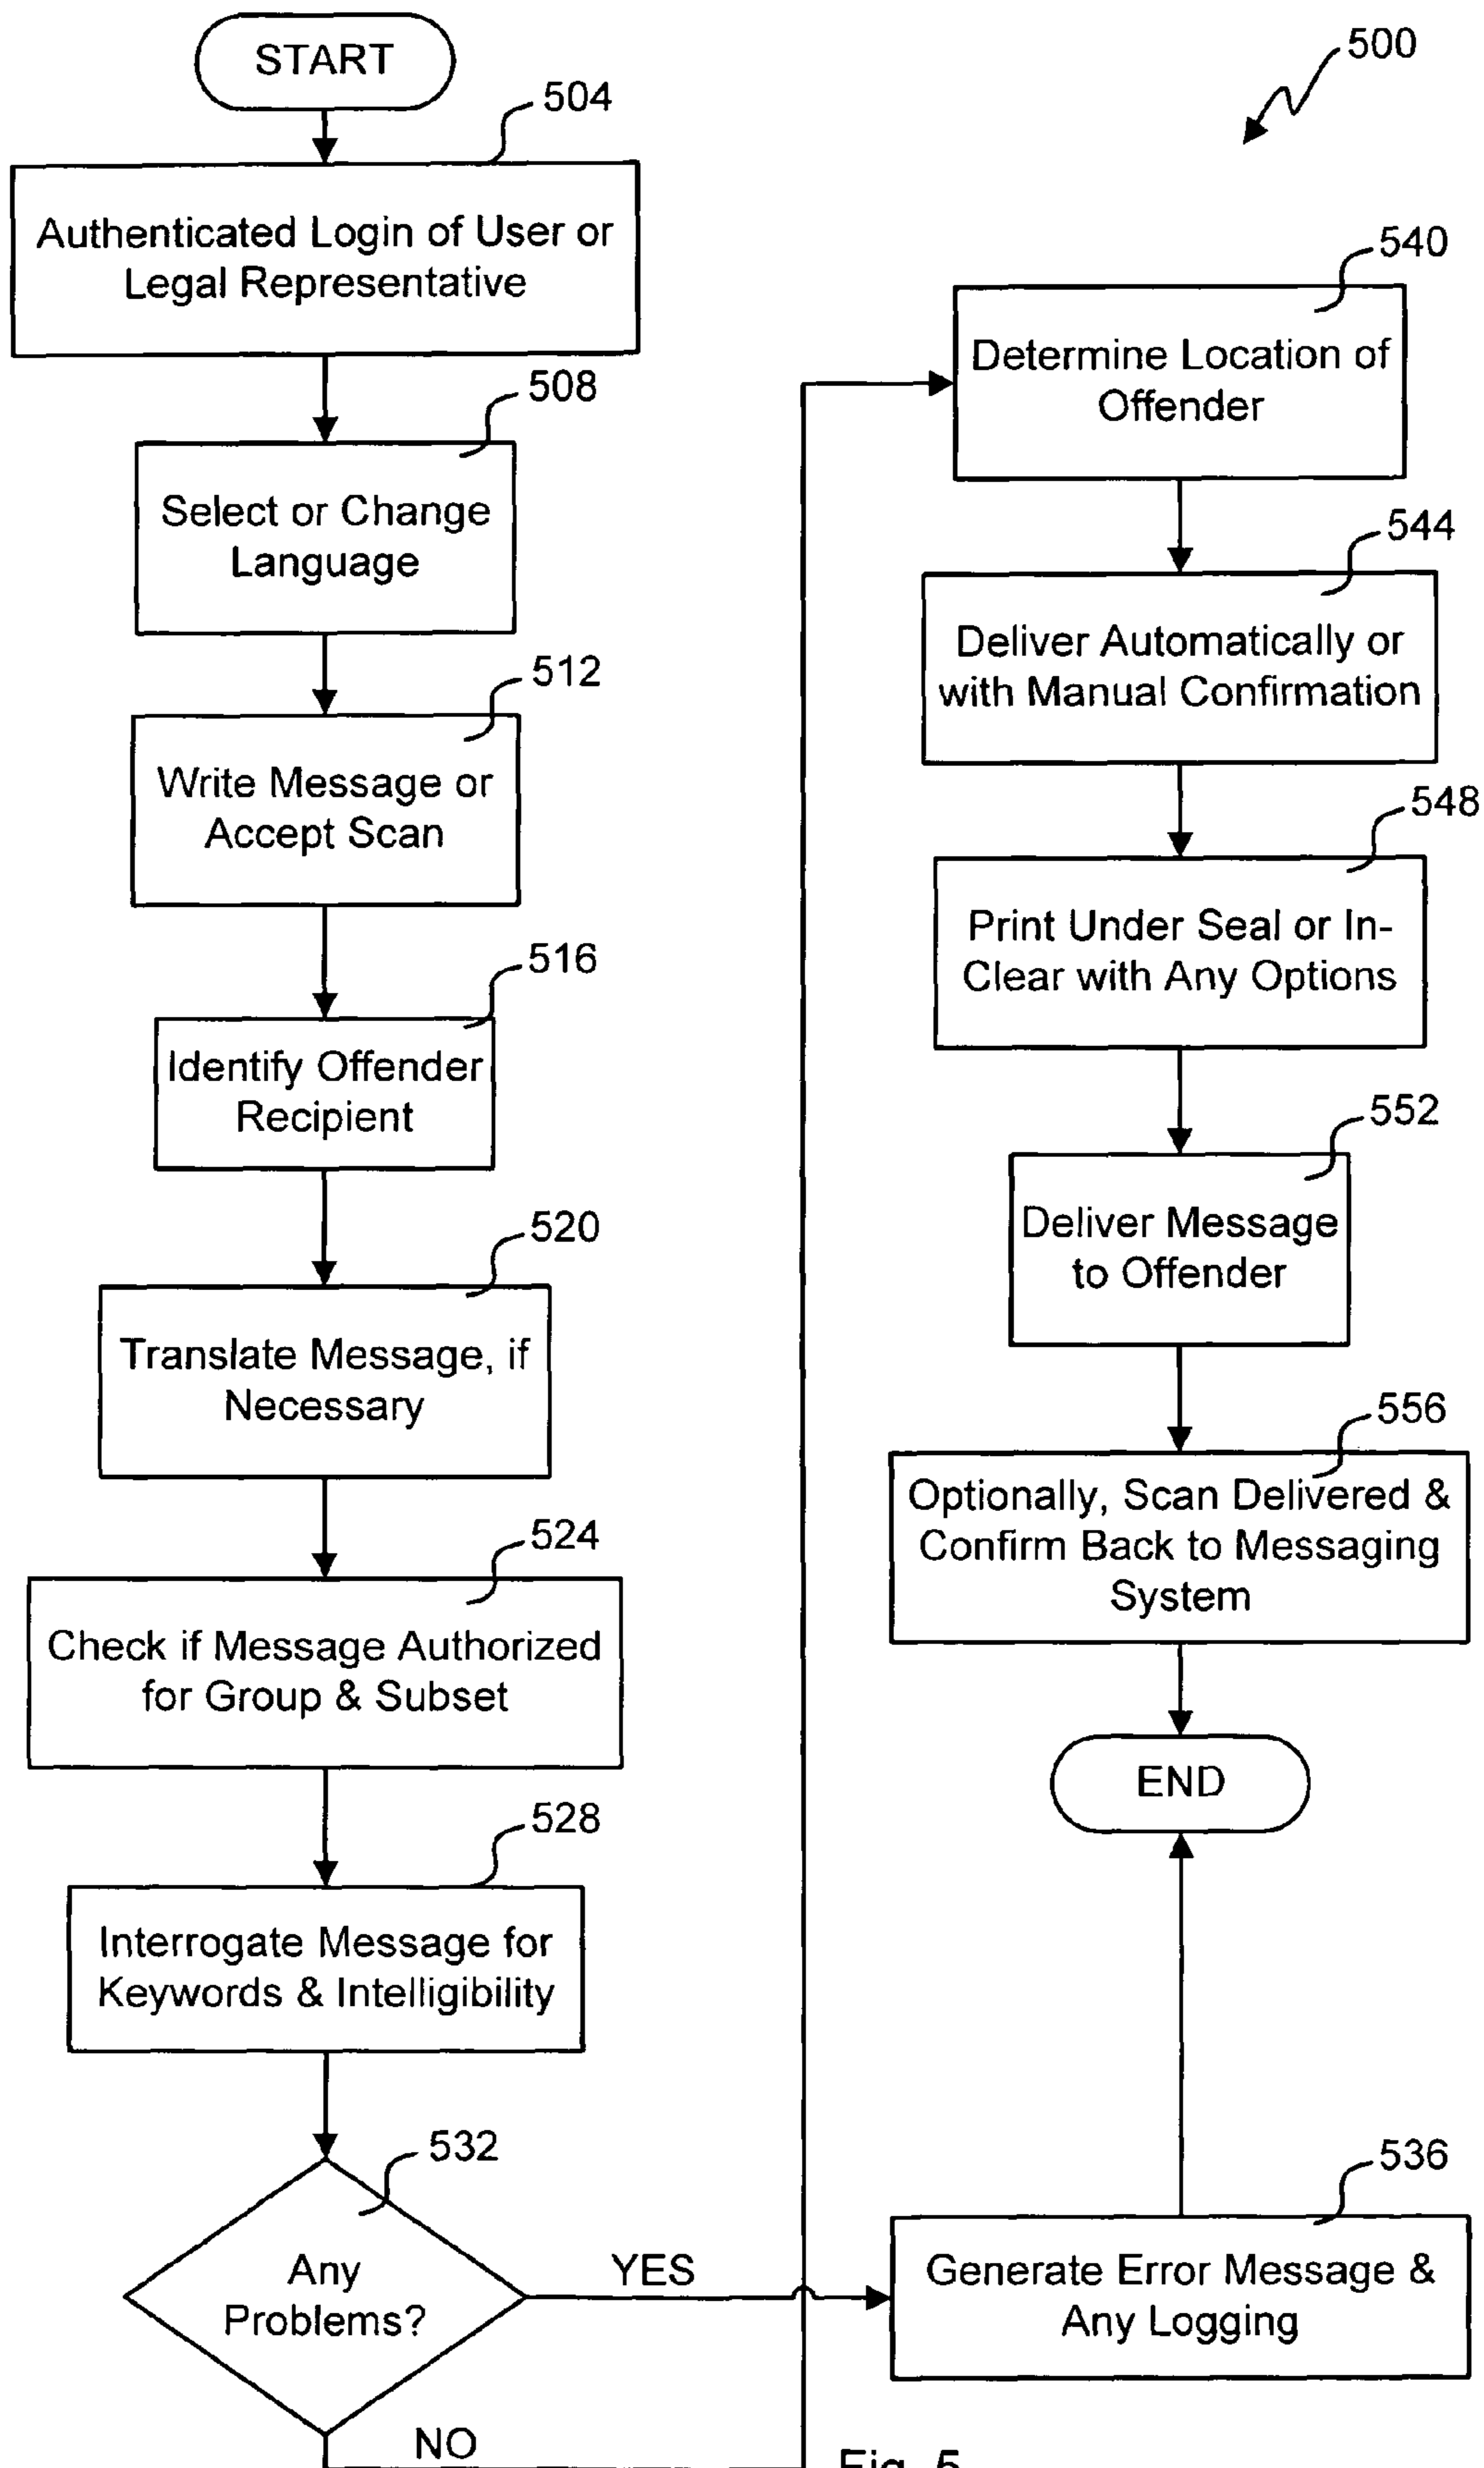 START
504
Authenticated Login of User or
Legal Representative
508
Select or Change
Language
512
Write Message or
Accept Scan
516
Identify Offender
Recipient
520
Translate Message, if
Necessary
524
Check if Message Authorized
for Group & Subset
528
Interrogate Message for
Keywords & Intelligibility
532
Any
Problems?
YES
NO
500
540
Determine Location of
Offender
544
Deliver Automatically or
with Manual Confirmation
548
Print Under Seal or In-
Clear with Any Options
552
Deliver Message
to Offender
556
Optionally, Scan Delivered &
Confirm Back to Messaging
System
END
536
Generate Error Message &
Any Logging
Fig. 5